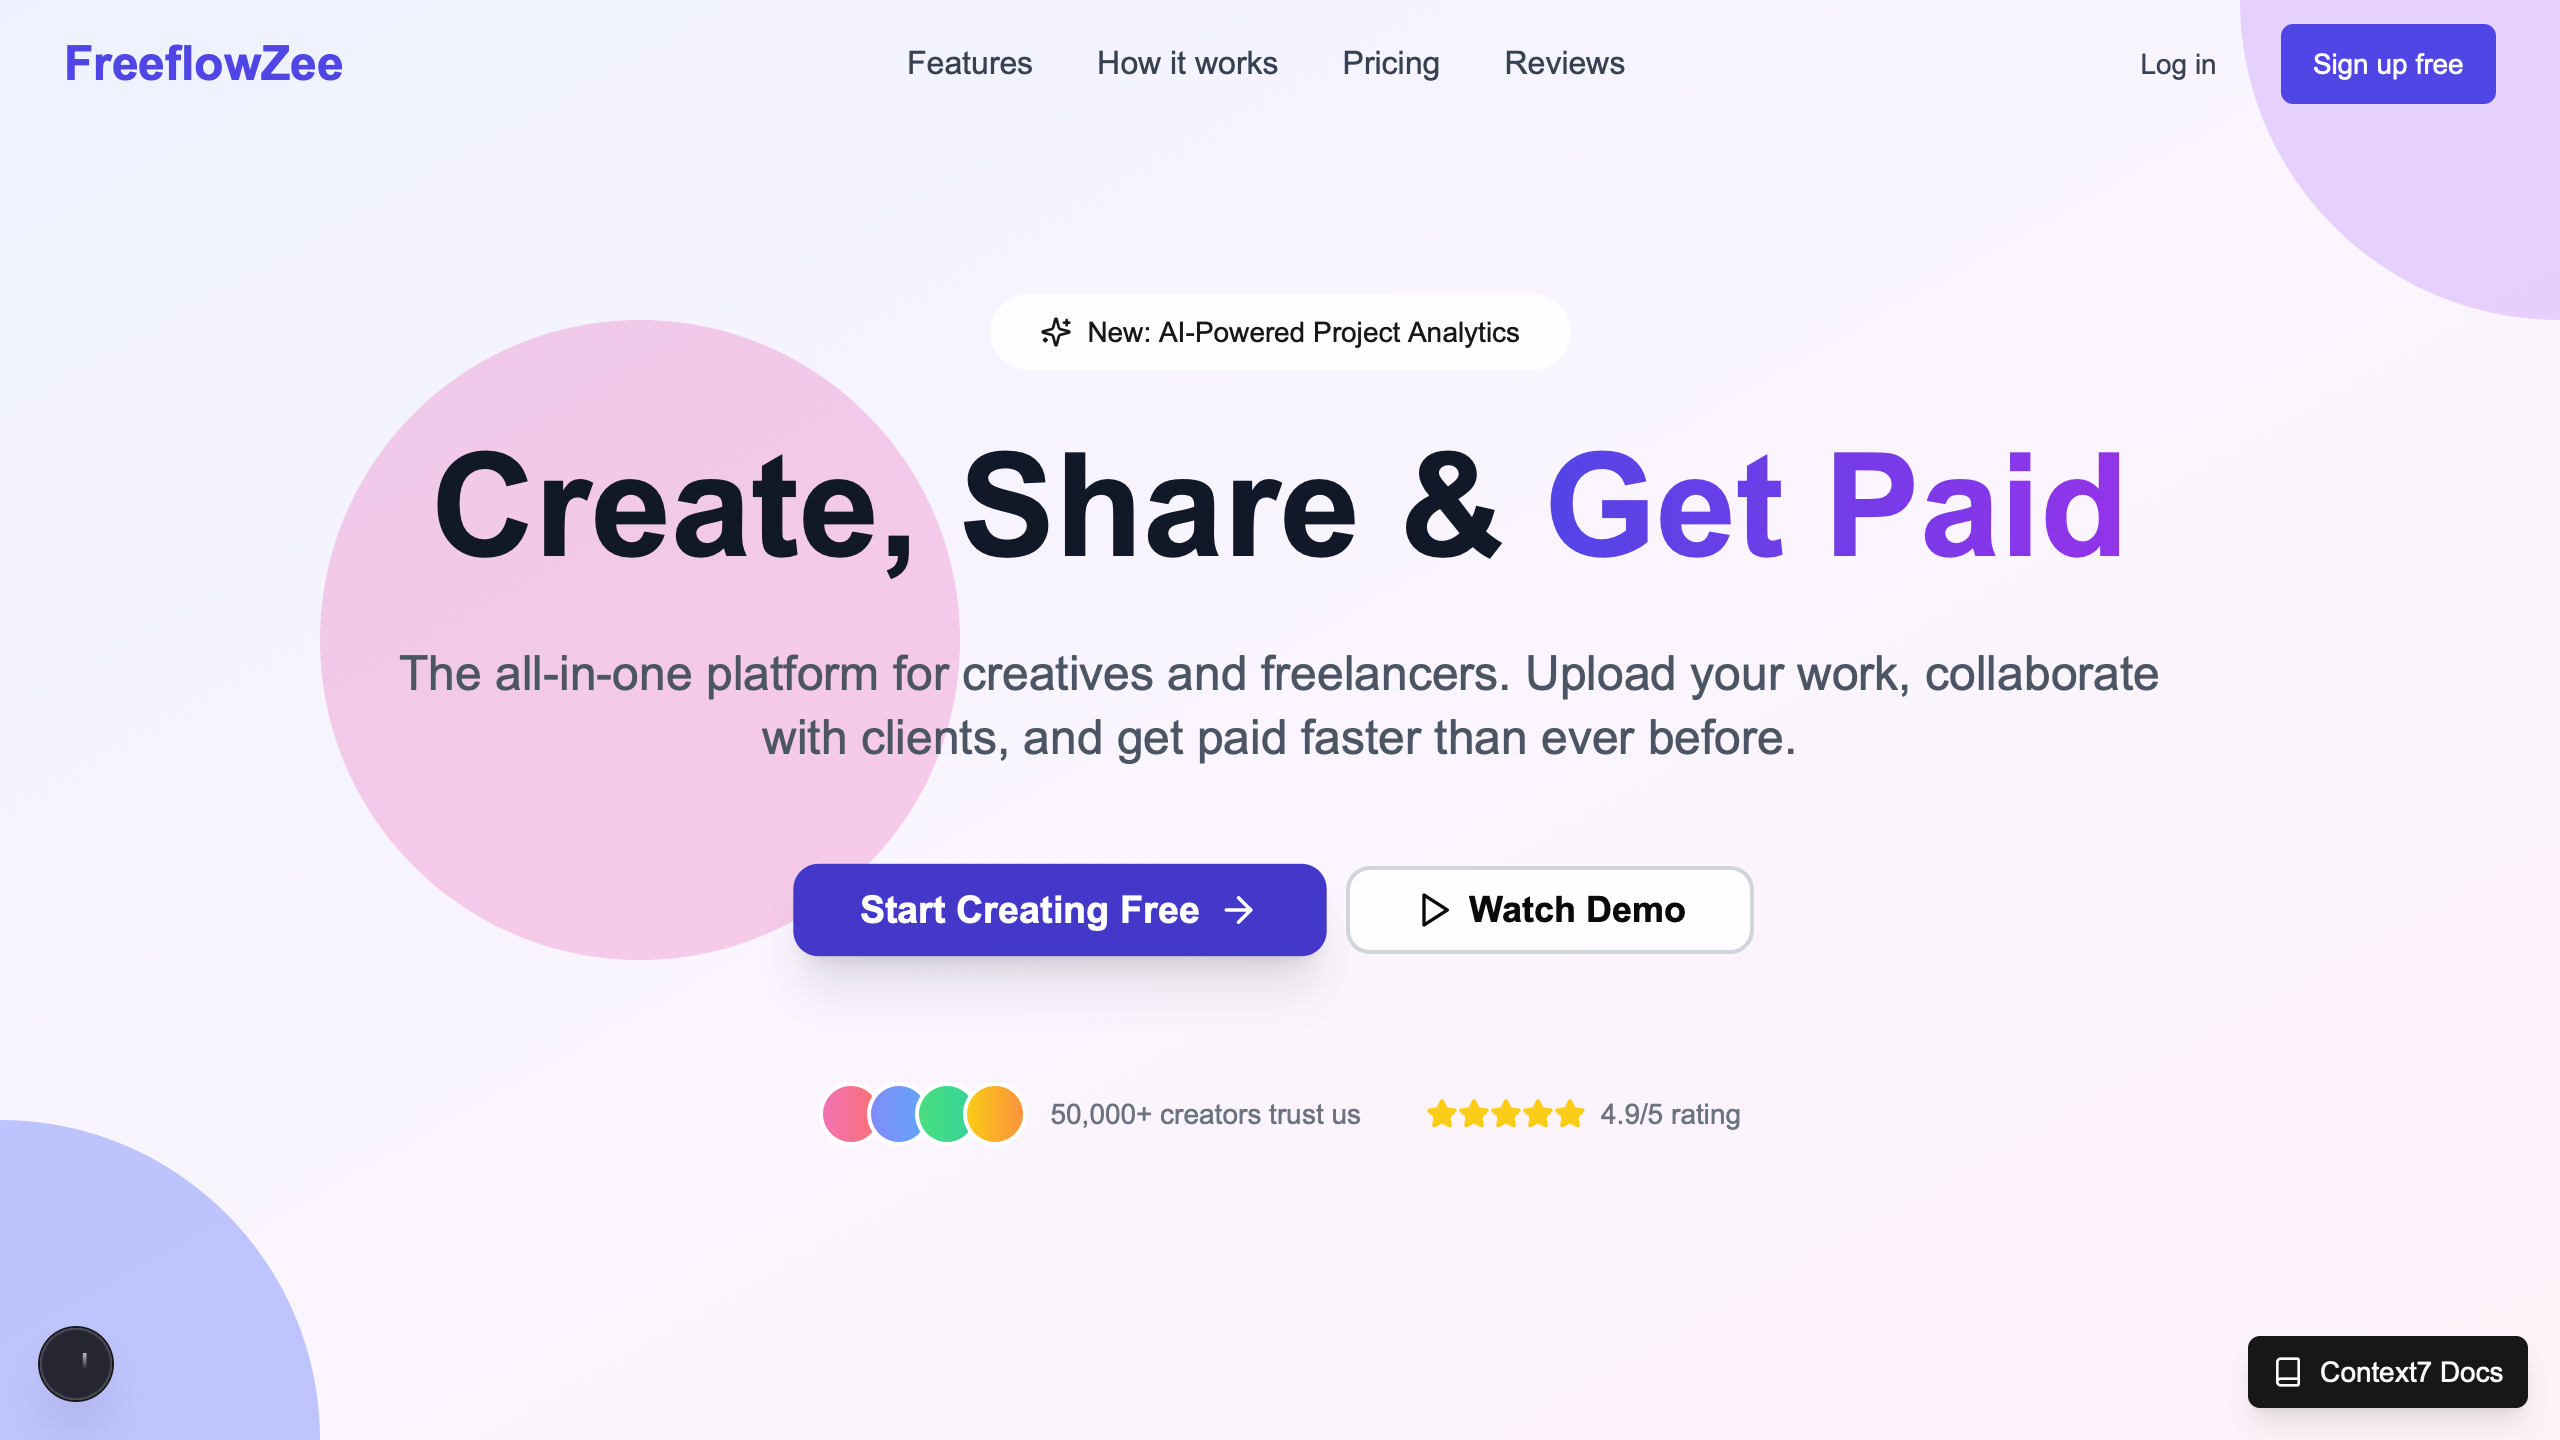 FreeflowZee
Features
How it works
Pricing
Reviews
Log in
Sign up free
New: AI-Powered Project Analytics
Create, Share & Get Paid
The all-in-one platform for creatives and freelancers. Upload your work, collaborate
with clients, and get paid faster than ever before.
Start Creating Free
Watch Demo
50,000+ creators trust us
4.9/5 rating
Context7 Docs